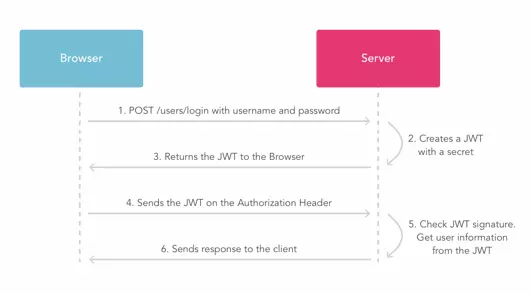 Browser
Server
1. POST /users/login with username and password
2. Creates a JWT
with a secret
3. Returns the JWT to the Browser
4. Sends the JWT on the Authorization Header
5. Check JWT signature.
Get user information
from the JWT
6. Sends response to the client